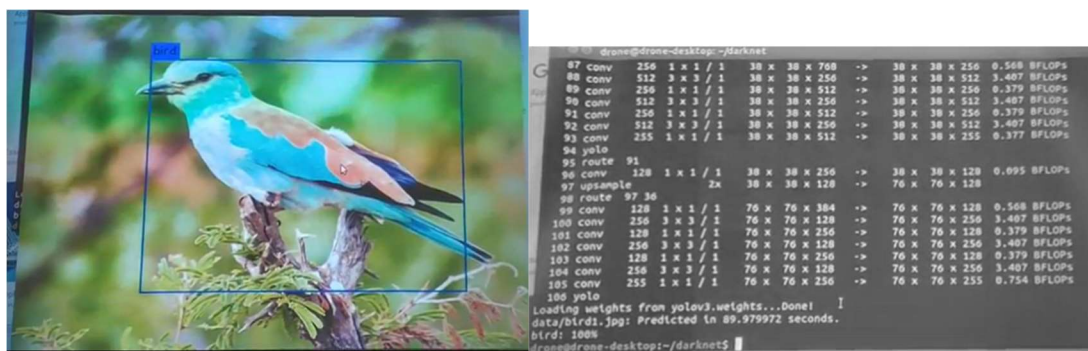 bird
drone@drone-desktop: ~/darknet
87 conv 256 1 x 1 / 1 38 x 38 x 768 -> 38 x 38 x 256 0.568 BFLOPs
88 conv 512 3 x 3 / 1 38 x 38 x 256 -> 38 x 38 x 512 3.407 BFLOPs
89 conv 256 1 x 1 / 1 38 x 38 x 512 -> 38 x 38 x 256 0.379 BFLOPs
90 conv 512 3 x 3 / 1 38 x 38 x 256 -> 38 x 38 x 512 3.407 BFLOPs
91 conv 256 1 x 1 / 1 38 x 38 x 512 -> 38 x 38 x 256 0.379 BFLOPs
92 conv 512 3 x 3 / 1 38 x 38 x 256 -> 38 x 38 x 512 3.407 BFLOPs
93 conv 255 1 x 1 / 1 38 x 38 x 512 -> 38 x 38 x 255 0.377 BFLOPs
94 yolo
95 route 91
96 conv 128 1 x 1 / 1 38 x 38 x 256 -> 38 x 38 x 128 0.095 BFLOPs
97 upsample 2x 38 x 38 x 128 -> 76 x 76 x 128
98 route 97 36
99 conv 128 1 x 1 / 1 76 x 76 x 384 -> 76 x 76 x 128 0.568 BFLOPs
100 conv 256 3 x 3 / 1 76 x 76 x 128 -> 76 x 76 x 256 3.407 BFLOPs
101 conv 128 1 x 1 / 1 76 x 76 x 256 -> 76 x 76 x 128 0.379 BFLOPs
102 conv 256 3 x 3 / 1 76 x 76 x 128 -> 76 x 76 x 256 3.407 BFLOPs
103 conv 128 1 x 1 / 1 76 x 76 x 256 -> 76 x 76 x 128 0.379 BFLOPs
104 conv 256 3 x 3 / 1 76 x 76 x 128 -> 76 x 76 x 256 3.407 BFLOPs
105 conv 255 1 x 1 / 1 76 x 76 x 256 -> 76 x 76 x 255 0.754 BFLOPs
106 yolo
Loading weights from yolov3.weights...Done!
data/bird1.jpg: Predicted in 89.979972 seconds.
bird: 100%
drone@drone-desktop:~/darknet$